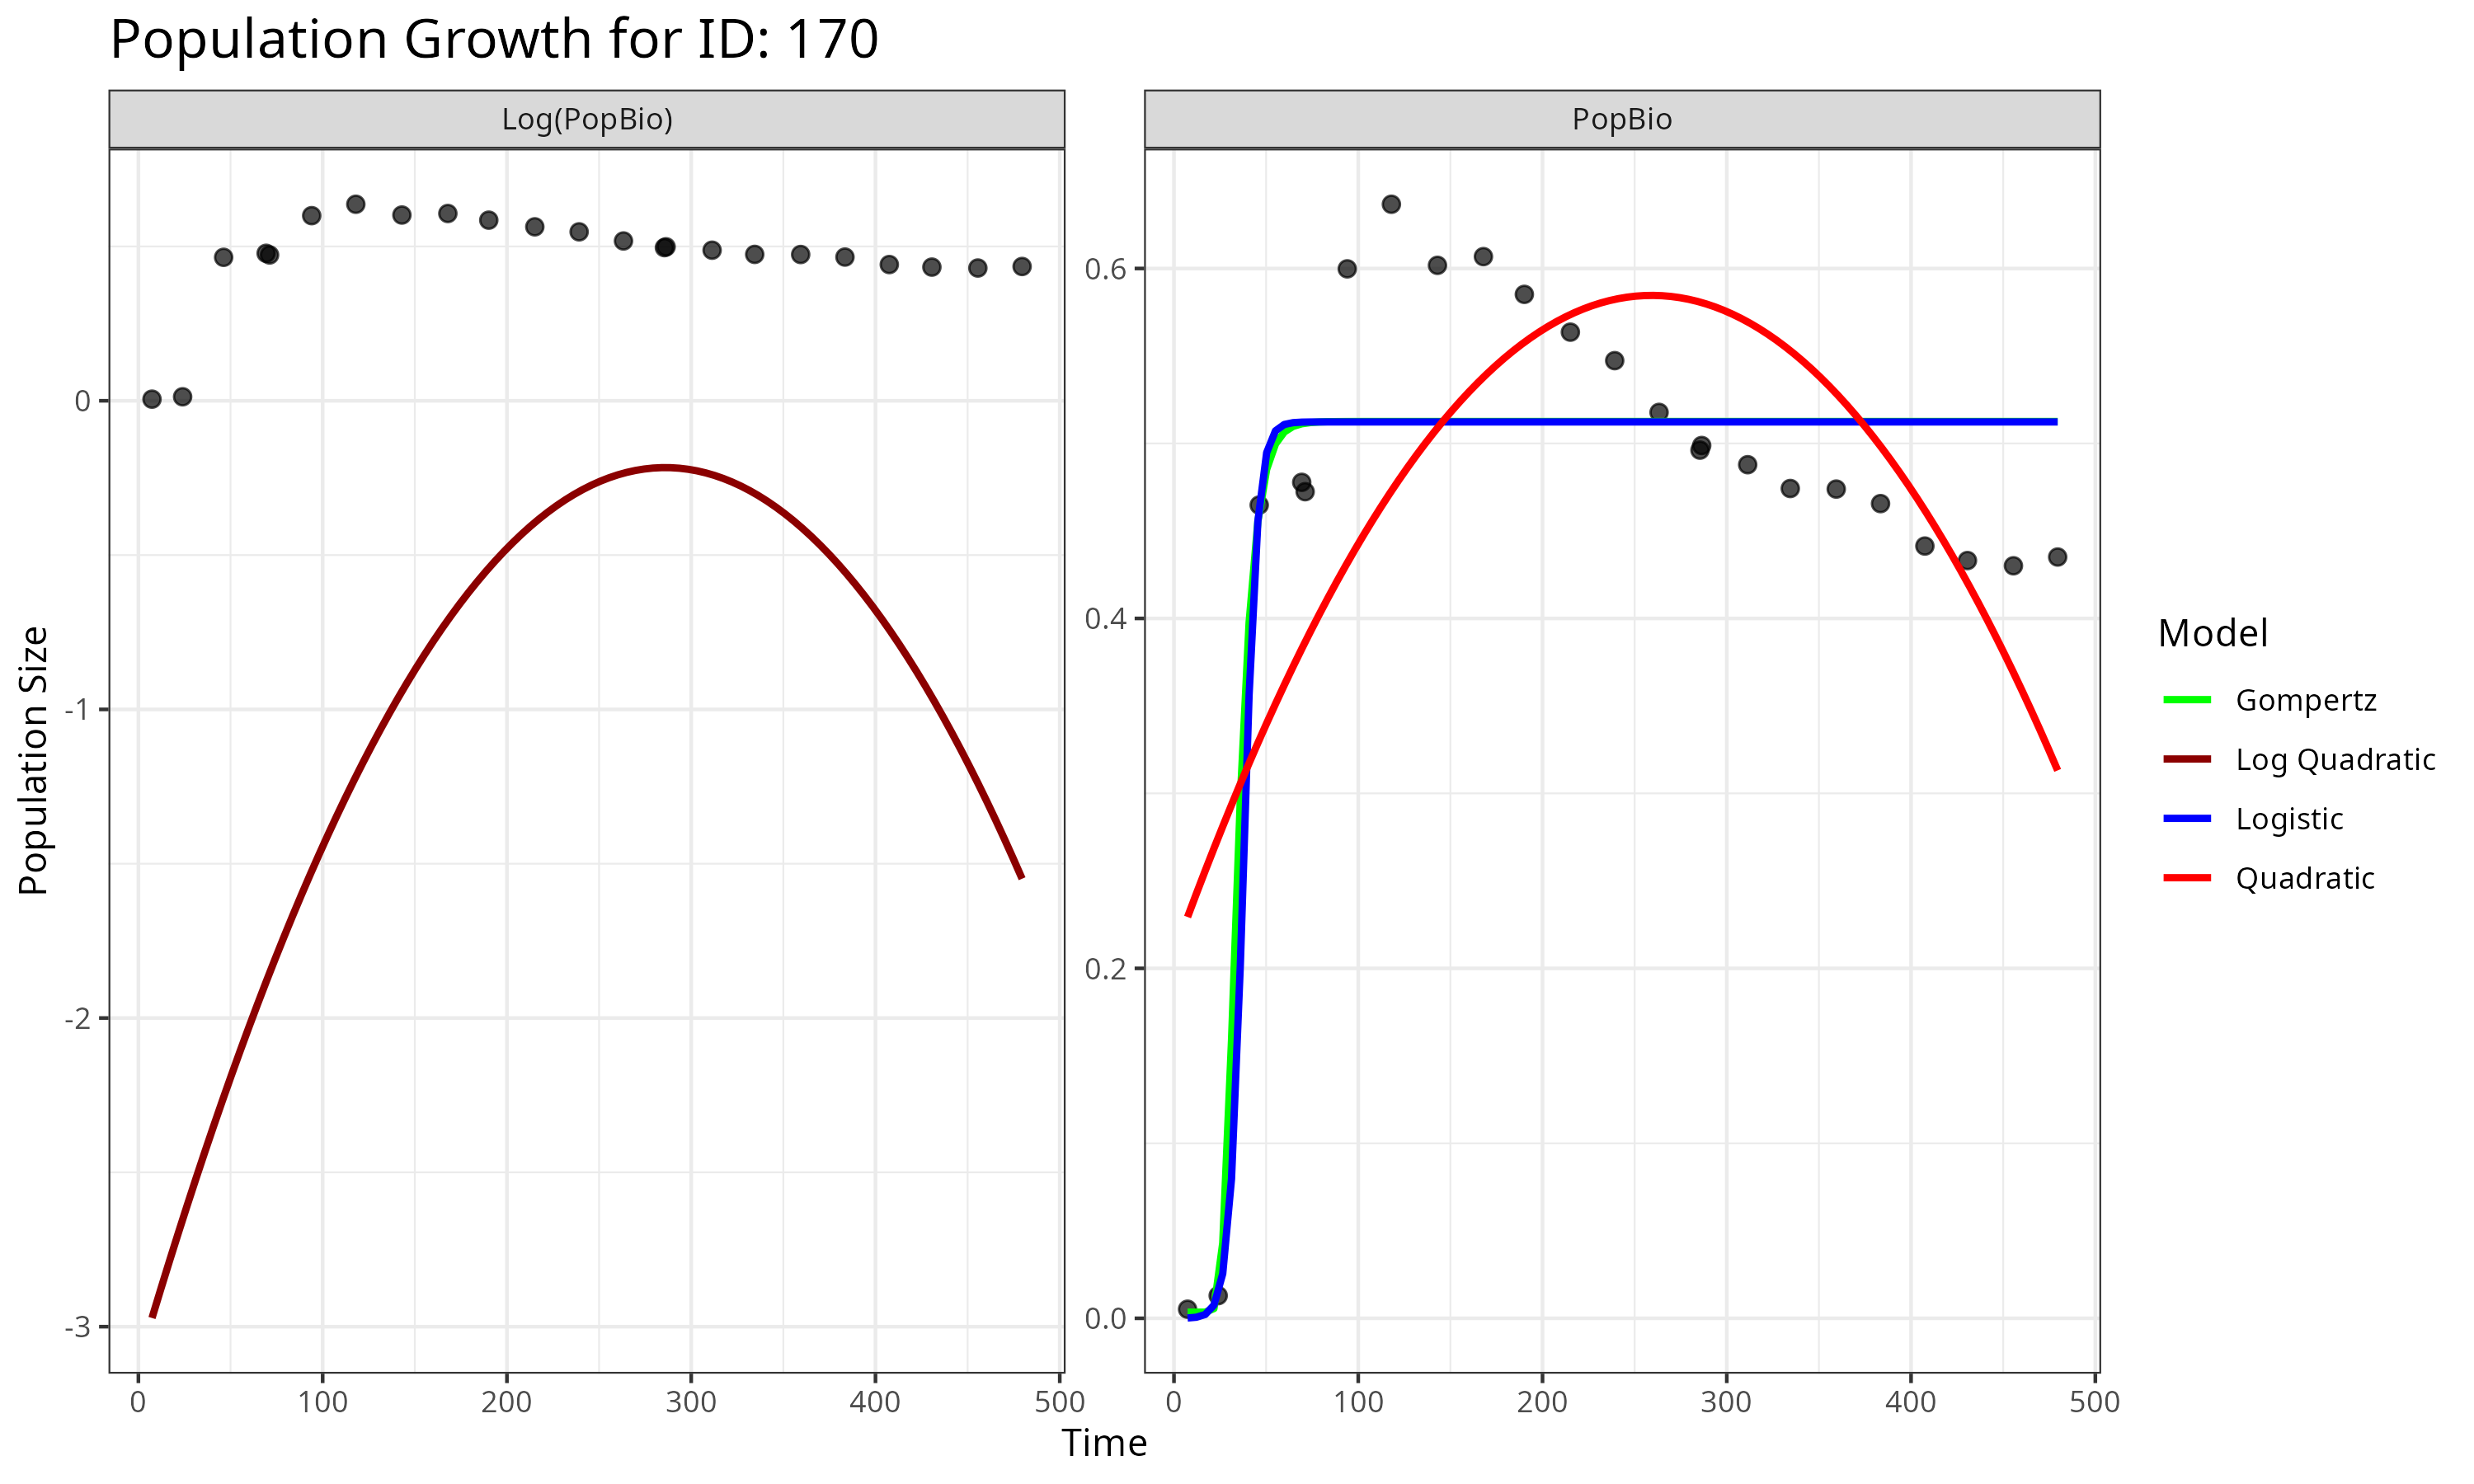 Population Growth for ID: 170
Log(PopBio)
PopBio
Population Size
0
-1
-2
-3
0.6
0.4
0.2
0.0
0 100 200 300 400 500
0 100 200 300 400 500
Time
Model
Gompertz
Log Quadratic
Logistic
Quadratic